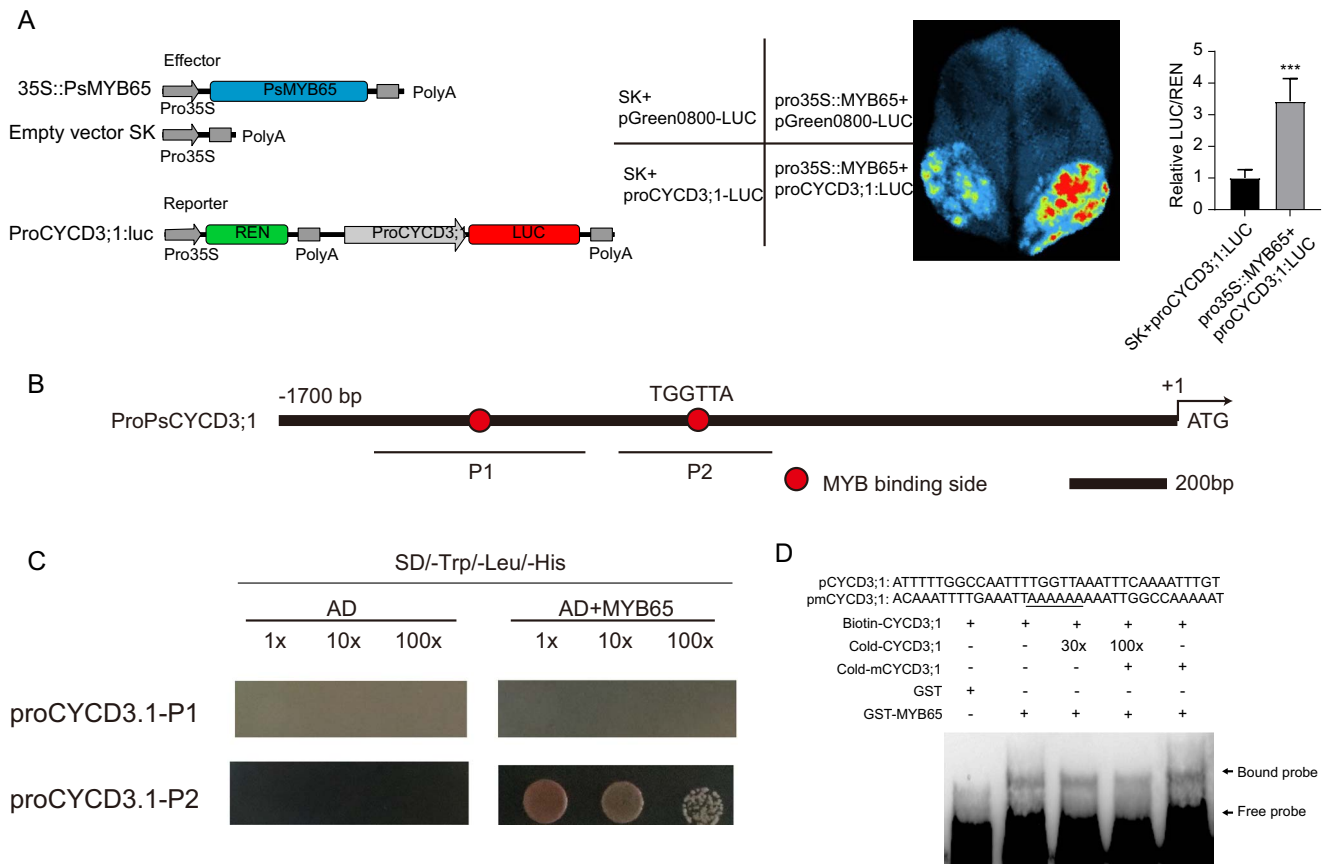 A
Effector
35S::PsMYB65
PsMYB65
PolyA
Pro35S
Empty vector SK
PolyA
Pro35S
Reporter
ProCYCD3;1:luc
REN
ProCYCD3;1
LUC
Pro35S
PolyA
PolyA
SK+
pGreen0800-LUC
pro35S::MYB65+
pGreen0800-LUC
SK+
proCYCD3;1-LUC
pro35S::MYB65+
proCYCD3;1:LUC
Relative LUC/REN
5
4
3
2
1
0
***
SK+proCYCD3;1:LUC
pro35S::MYB65+
proCYCD3;1:LUC
B
-1700 bp
TGGTTA
+1
ProPsCYCD3;1
ATG
P1
P2
MYB binding side
200bp
C
SD/-Trp/-Leu/-His
AD
AD+MYB65
1x 10x 100x
1x 10x 100x
proCYCD3.1-P1
proCYCD3.1-P2
D
pCYCD3;1: ATTTTTGGCCAATTTTGGTTAAATTTCAAAATTTGT
pmCYCD3;1: ACAAATTTTGAAATTAAAAAAAAATTGGCCAAAAAT
Biotin-CYCD3;1 + + + + +
Cold-CYCD3;1 - - 30x 100x -
Cold-mCYCD3;1 - - - + +
GST + - - - -
GST-MYB65 - + + + +
Bound probe
Free probe